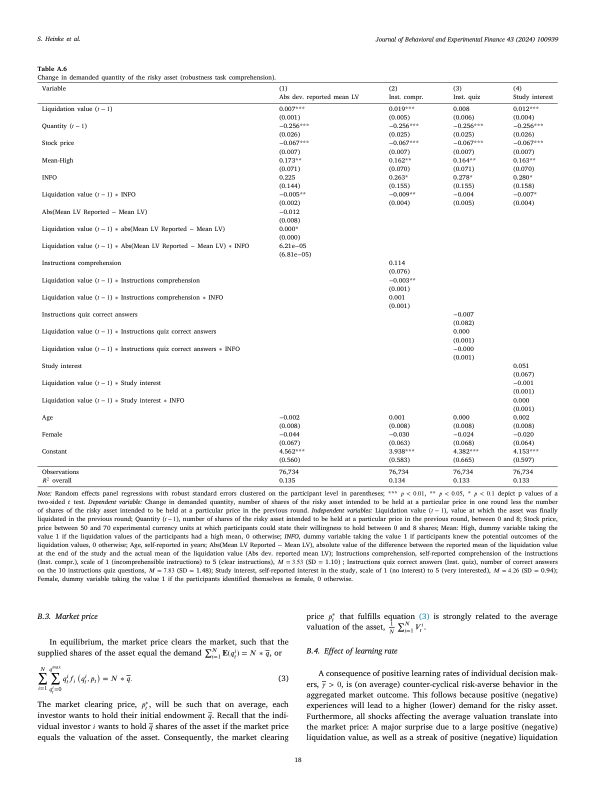 S. Heinke et al.
Journal of Behavioral and Experimental Finance 43 (2024) 100939
Table A.6
Change in demanded quantity of the risky asset (robustness task comprehension).
Variable (1) (2) (3) (4)
Abs dev. reported mean LV Inst. compr. Inst. quiz Study interest
Liquidation value (t − 1) 0.007*** 0.019*** 0.008 0.012***
(0.001) (0.005) (0.006) (0.004)
Quantity (t − 1) −0.256*** −0.256*** −0.256*** −0.256***
(0.026) (0.025) (0.025) (0.026)
Stock price −0.067*** −0.067*** −0.067*** −0.067***
(0.007) (0.007) (0.007) (0.007)
Mean-High 0.173** 0.162** 0.164** 0.163**
(0.071) (0.070) (0.071) (0.070)
INFO 0.225 0.263* 0.278* 0.280*
(0.144) (0.155) (0.155) (0.158)
Liquidation value (t − 1) * INFO −0.005** −0.009** −0.004 −0.007*
(0.002) (0.004) (0.005) (0.004)
Abs(Mean LV Reported − Mean LV) −0.012
(0.008)
Liquidation value (t − 1) * abs(Mean LV Reported − Mean LV) 0.000*
(0.000)
Liquidation value (t − 1) * Abs(Mean LV Reported − Mean LV) * INFO 6.21e−05
(6.81e−05)
Instructions comprehension 0.114
(0.076)
Liquidation value (t − 1) * Instructions comprehension −0.003**
(0.001)
Liquidation value (t − 1) * Instructions comprehension * INFO 0.001
(0.001)
Instructions quiz correct answers −0.007
(0.082)
Liquidation value (t − 1) * Instructions quiz correct answers 0.000
(0.001)
Liquidation value (t − 1) * Instructions quiz correct answers * INFO −0.000
(0.001)
Study interest 0.051
(0.067)
Liquidation value (t − 1) * Study interest −0.001
(0.001)
Liquidation value (t − 1) * Study interest * INFO 0.000
(0.001)
Age −0.002 0.001 0.000 0.002
(0.008) (0.008) (0.008) (0.008)
Female −0.044 −0.030 −0.024 −0.020
(0.067) (0.063) (0.068) (0.064)
Constant 4.562*** 3.938*** 4.382*** 4.153***
(0.560) (0.583) (0.665) (0.597)
Observations 76,734 76,734 76,734 76,734
R² overall 0.135 0.134 0.133 0.133
Note: Random effects panel regressions with robust standard errors clustered on the participant level in parentheses; *** p < 0.01, ** p < 0.05, * p < 0.1 depict p values of a
two-sided t test. Dependent variable: Change in demanded quantity, number of shares of the risky asset intended to be held at a particular price in one round less the number
of shares of the risky asset intended to be held at a particular price in the previous round. Independent variables: Liquidation value (t − 1), value at which the asset was finally
liquidated in the previous round; Quantity (t−1), number of shares of the risky asset intended to be held at a particular price in the previous round, between 0 and 8; Stock price,
price between 50 and 70 experimental currency units at which participants could state their willingness to hold between 0 and 8 shares; Mean: High, dummy variable taking the
value 1 if the liquidation values of the participants had a high mean, 0 otherwise; INFO, dummy variable taking the value 1 if participants knew the potential outcomes of the
liquidation values, 0 otherwise; Age, self-reported in years; Abs(Mean LV Reported−Mean LV), absolute value of the difference between the reported mean of the liquidation value
at the end of the study and the actual mean of the liquidation value (Abs dev. reported mean LV); Instructions comprehension, self-reported comprehension of the instructions
(Inst. compr.), scale of 1 (incomprehensible instructions) to 5 (clear instructions), M = 3.53 (SD = 1.10) ; Instructions quiz correct answers (Inst. quiz), number of correct answers
on the 10 instructions quiz questions, M = 7.83 (SD = 1.48); Study interest, self-reported interest in the study, scale of 1 (no interest) to 5 (very interested), M = 4.26 (SD = 0.94);
Female, dummy variable taking the value 1 if the participants identified themselves as female, 0 otherwise.
B.3. Market price
In equilibrium, the market price clears the market, such that the
supplied shares of the asset equal the demand ∑_{i=1}^{N} E(q_t^i) = N * q̄, or
∑_{i=1}^{N} ∑_{q_t^i=0}^{q^{max}} q_t^i f_i (q_t^i, p_t) = N * q̄. (3)
The market clearing price, p_t^*, will be such that on average, each
investor wants to hold their initial endowment q̄. Recall that the indi-
vidual investor i wants to hold q̄ shares of the asset if the market price
equals the valuation of the asset. Consequently, the market clearing
price p_t^* that fulfills equation (3) is strongly related to the average
valuation of the asset, 1/N ∑_{i=1}^{N} V_t^i.
B.4. Effect of learning rate
A consequence of positive learning rates of individual decision mak-
ers, γ̄ > 0, is (on average) counter-cyclical risk-averse behavior in the
aggregated market outcome. This follows because positive (negative)
experiences will lead to a higher (lower) demand for the risky asset.
Furthermore, all shocks affecting the average valuation translate into
the market price: A major surprise due to a large positive (negative)
liquidation value, as well as a streak of positive (negative) liquidation
18